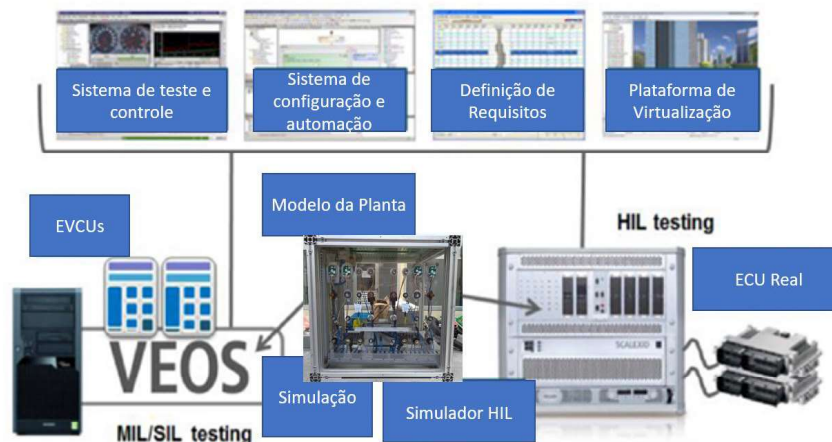 Sistema de teste e
controle
Sistema de
configuração e
automação
Definição de
Requisitos
Plataforma de
Virtualização
EVCUs
Modelo da Planta
HIL testing
ECU Real
SCALEXIO
VEOS
Simulação
Simulador HIL
MIL/SIL testing